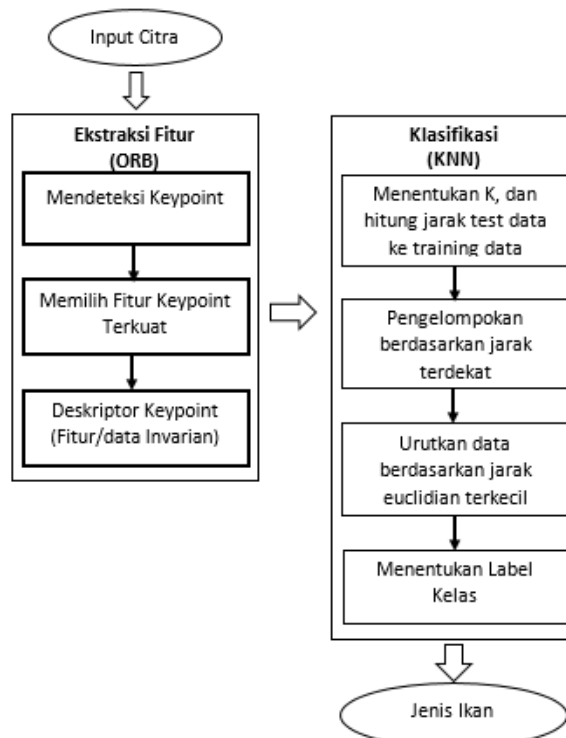 Input Citra
Ekstraksi Fitur
(ORB)
Mendeteksi Keypoint
Memilih Fitur Keypoint
Terkuat
Deskriptor Keypoint
(Fitur/data Invarian)
Klasifikasi
(KNN)
Menentukan K, dan
hitung jarak test data
ke training data
Pengelompokan
berdasarkan jarak
terdekat
Urutkan data
berdasarkan jarak
euclidian terkecil
Menentukan Label
Kelas
Jenis Ikan